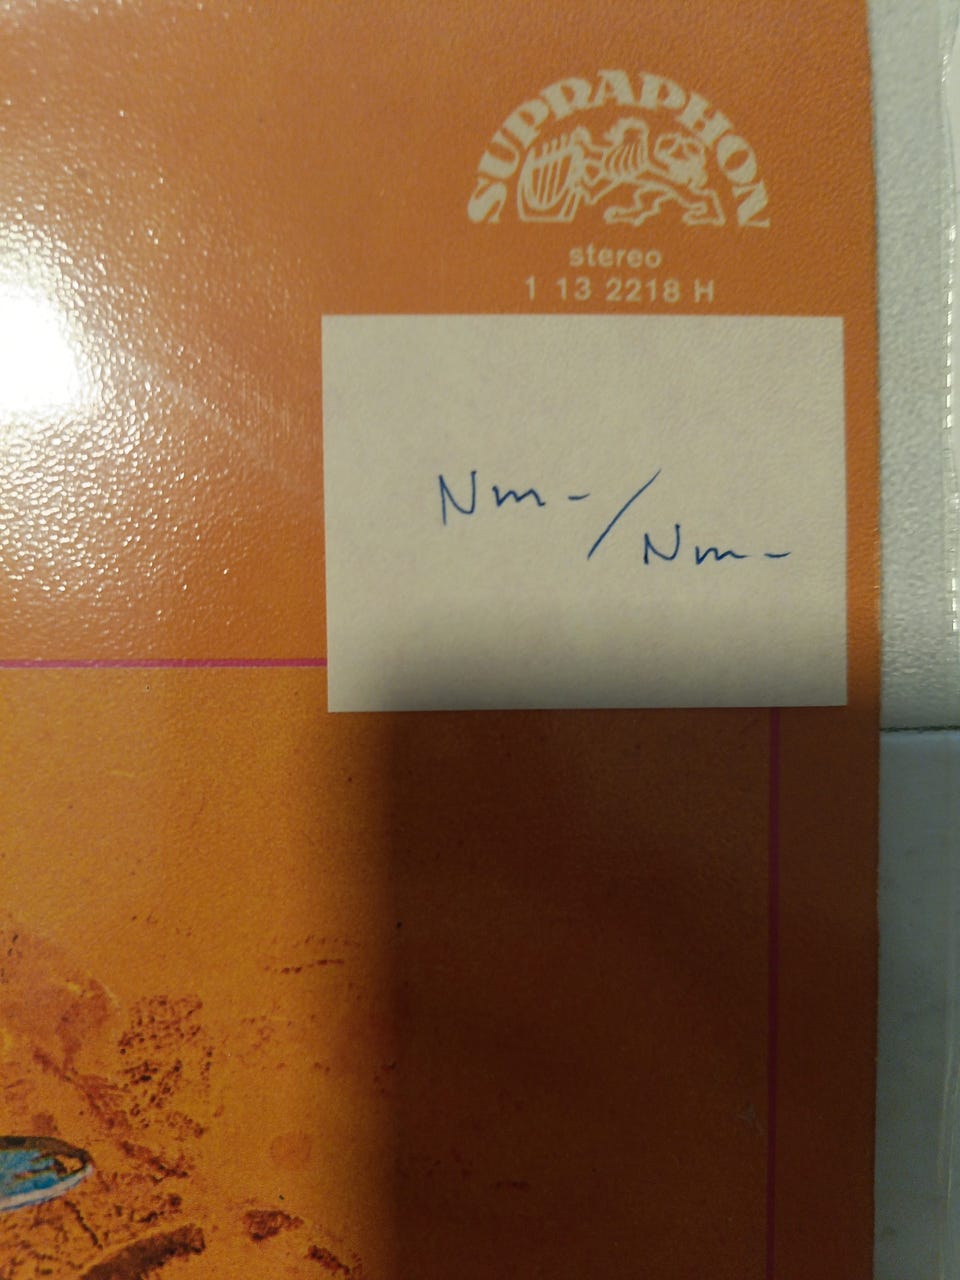 SUPRAPHON
stereo
1 13 2218 H
Nm-/Nm-